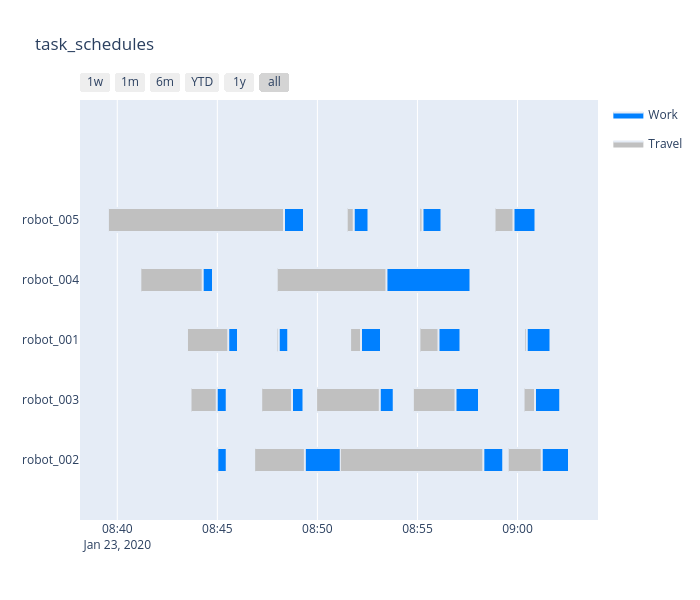 task_schedules
1w 1m 6m YTD 1y all
Work
Travel
robot_005
robot_004
robot_001
robot_003
robot_002
08:40 08:45 08:50 08:55 09:00
Jan 23, 2020